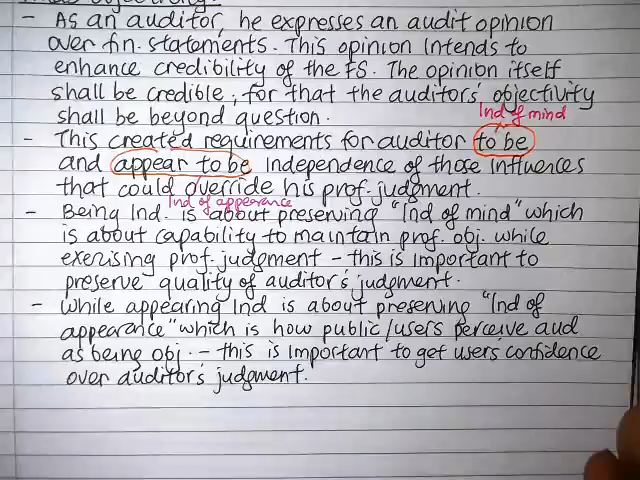 - As an auditor, he expresses an audit opinion
over fin. statements. This opinion intends to
enhance credibility of the FS. The opinion itself
shall be credible, for that the auditors' objectivity
shall be beyond question.
Ind of mind
- This created requirements for auditor to be
and appear to be independence of those influences
that could override his prof. judgment.
Ind of appearance
- Being Ind. is about preserving "Ind of mind" which
is about capability to maintain prof. obj. while
exerising prof. judgment - this is important to
preserve quality of auditor's judgment.
- While appearing Ind is about preserving "Ind of
appearance" which is how public/users perceive aud
as being obj. - this is important to get users' confidence
over auditor's judgment.